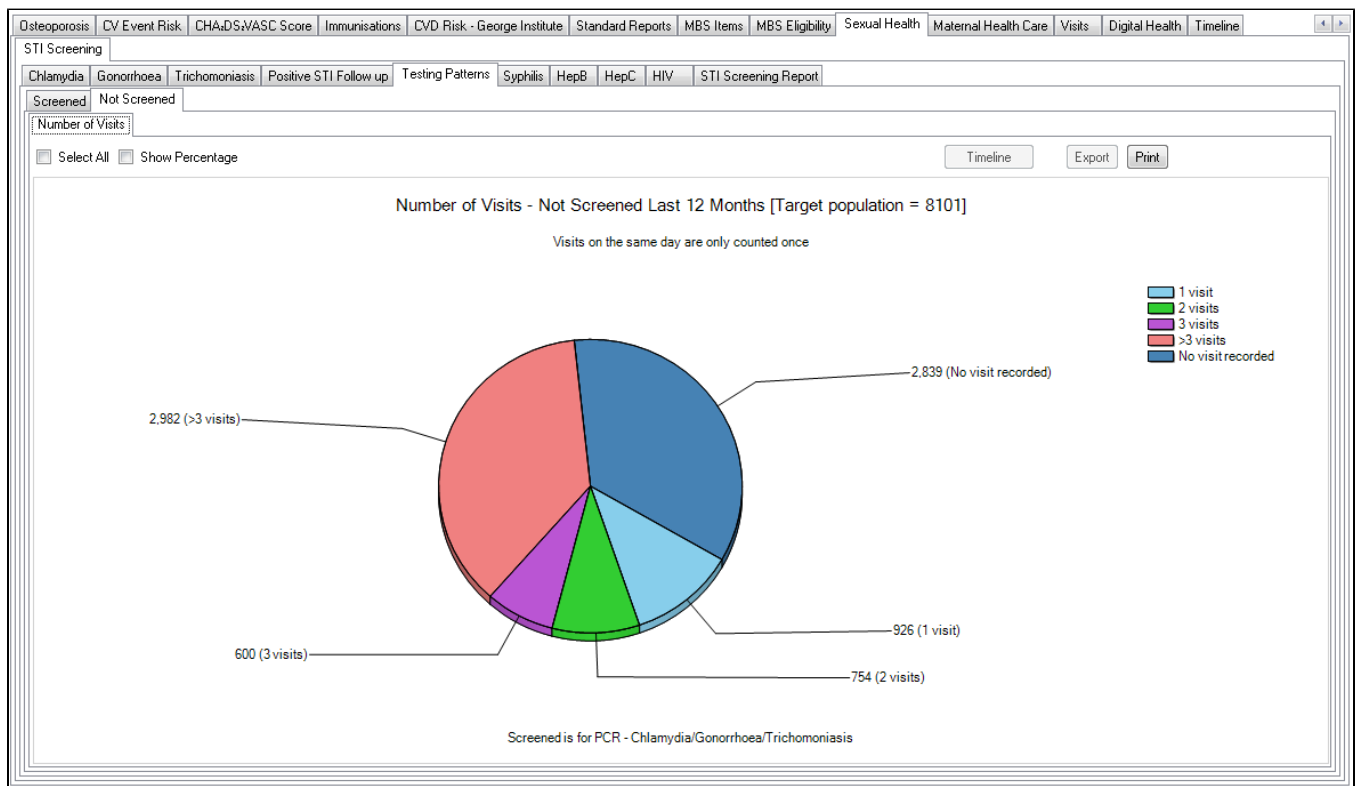 Osteoporosis CV Event Risk CHA₂DS₂VASC Score Immunisations CVD Risk - George Institute Standard Reports MBS Items MBS Eligibility Sexual Health Maternal Health Care Visits Digital Health Timeline
STI Screening
Chlamydia Gonorrhoea Trichomoniasis Positive STI Follow up Testing Patterns Syphilis HepB HepC HIV STI Screening Report
Screened Not Screened
Number of Visits
Select All Show Percentage Timeline Export Print
Number of Visits - Not Screened Last 12 Months [Target population = 8101]
Visits on the same day are only counted once
1 visit
2 visits
3 visits
>3 visits
No visit recorded
2,839 (No visit recorded)
2,982 (>3 visits)
926 (1 visit)
600 (3 visits)
754 (2 visits)
Screened is for PCR - Chlamydia/Gonorrhoea/Trichomoniasis